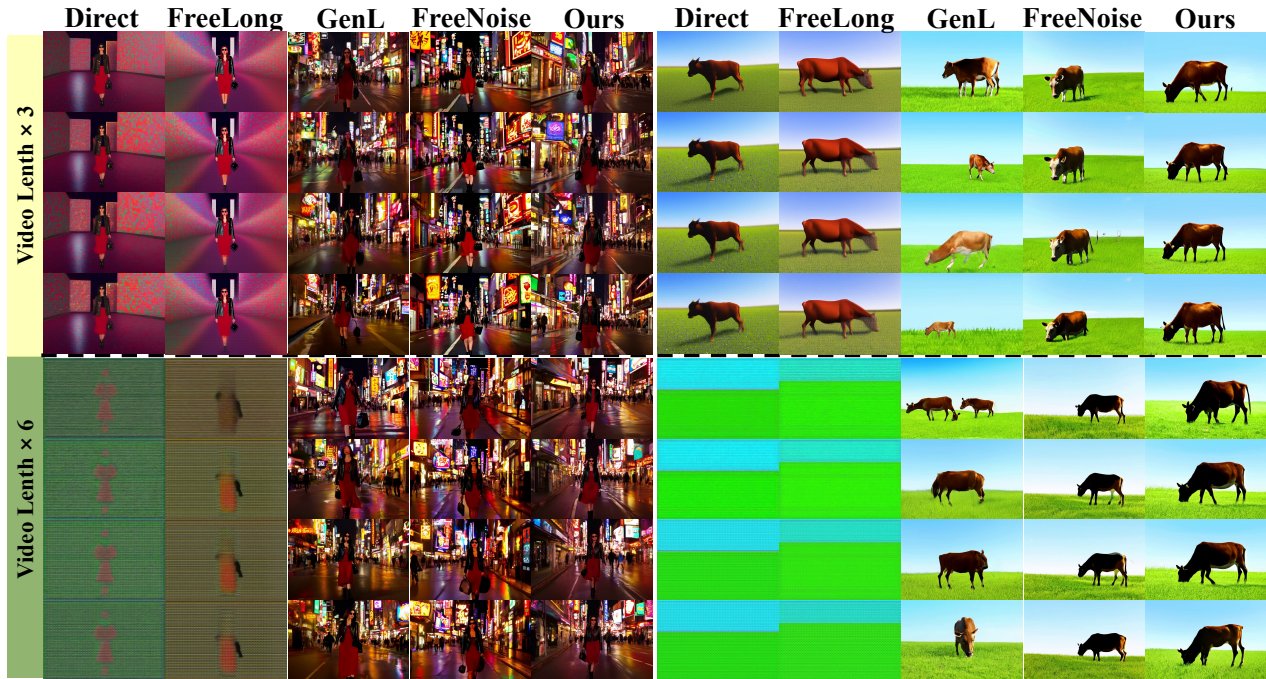 Direct FreeLong GenL FreeNoise Ours Direct FreeLong GenL FreeNoise Ours
Video Lenth × 3
Video Lenth × 6